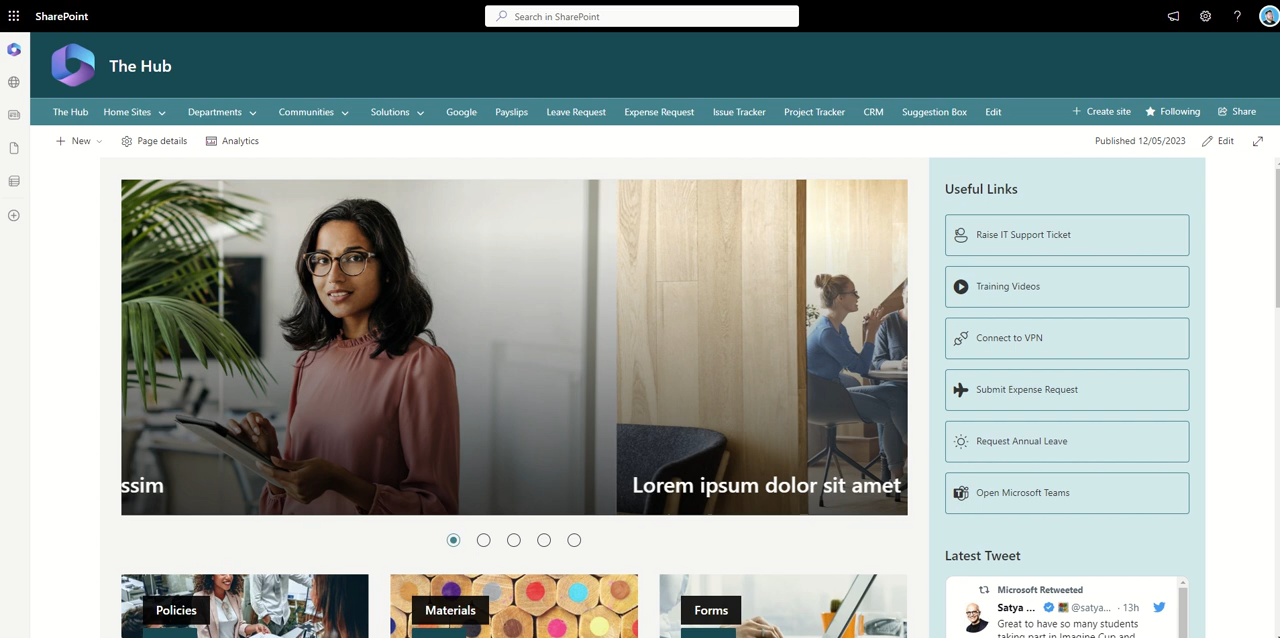 SharePoint
Search in SharePoint
The Hub
The Hub Home Sites Departments Communities Solutions Google Payslips Leave Request Expense Request Issue Tracker Project Tracker CRM Suggestion Box Edit + Create site Following Share
+ New Page details Analytics Published 12/05/2023 Edit
ssim
Lorem ipsum dolor sit amet
Policies
Materials
Forms
Useful Links
Raise IT Support Ticket
Training Videos
Connect to VPN
Submit Expense Request
Request Annual Leave
Open Microsoft Teams
Latest Tweet
Microsoft Retweeted
Satya ... @satya... · 13h
Great to have so many students
taking part in Imagine Cup and